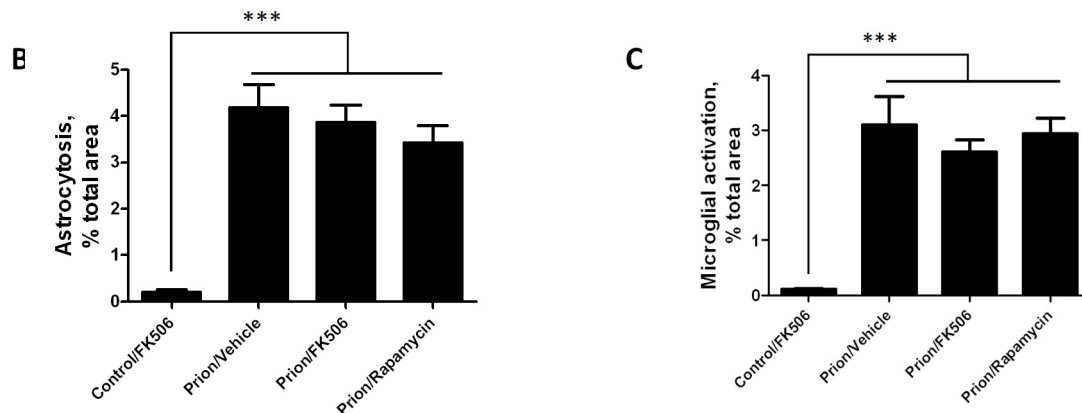 B
***
Astrocytosis,
% total area
5
4
3
2
1
0
Control/FK506
Prion/Vehicle
Prion/FK506
Prion/Rapamycin
C
***
Microglial activation,
% total area
4
3
2
1
0
Control/FK506
Prion/Vehicle
Prion/FK506
Prion/Rapamycin